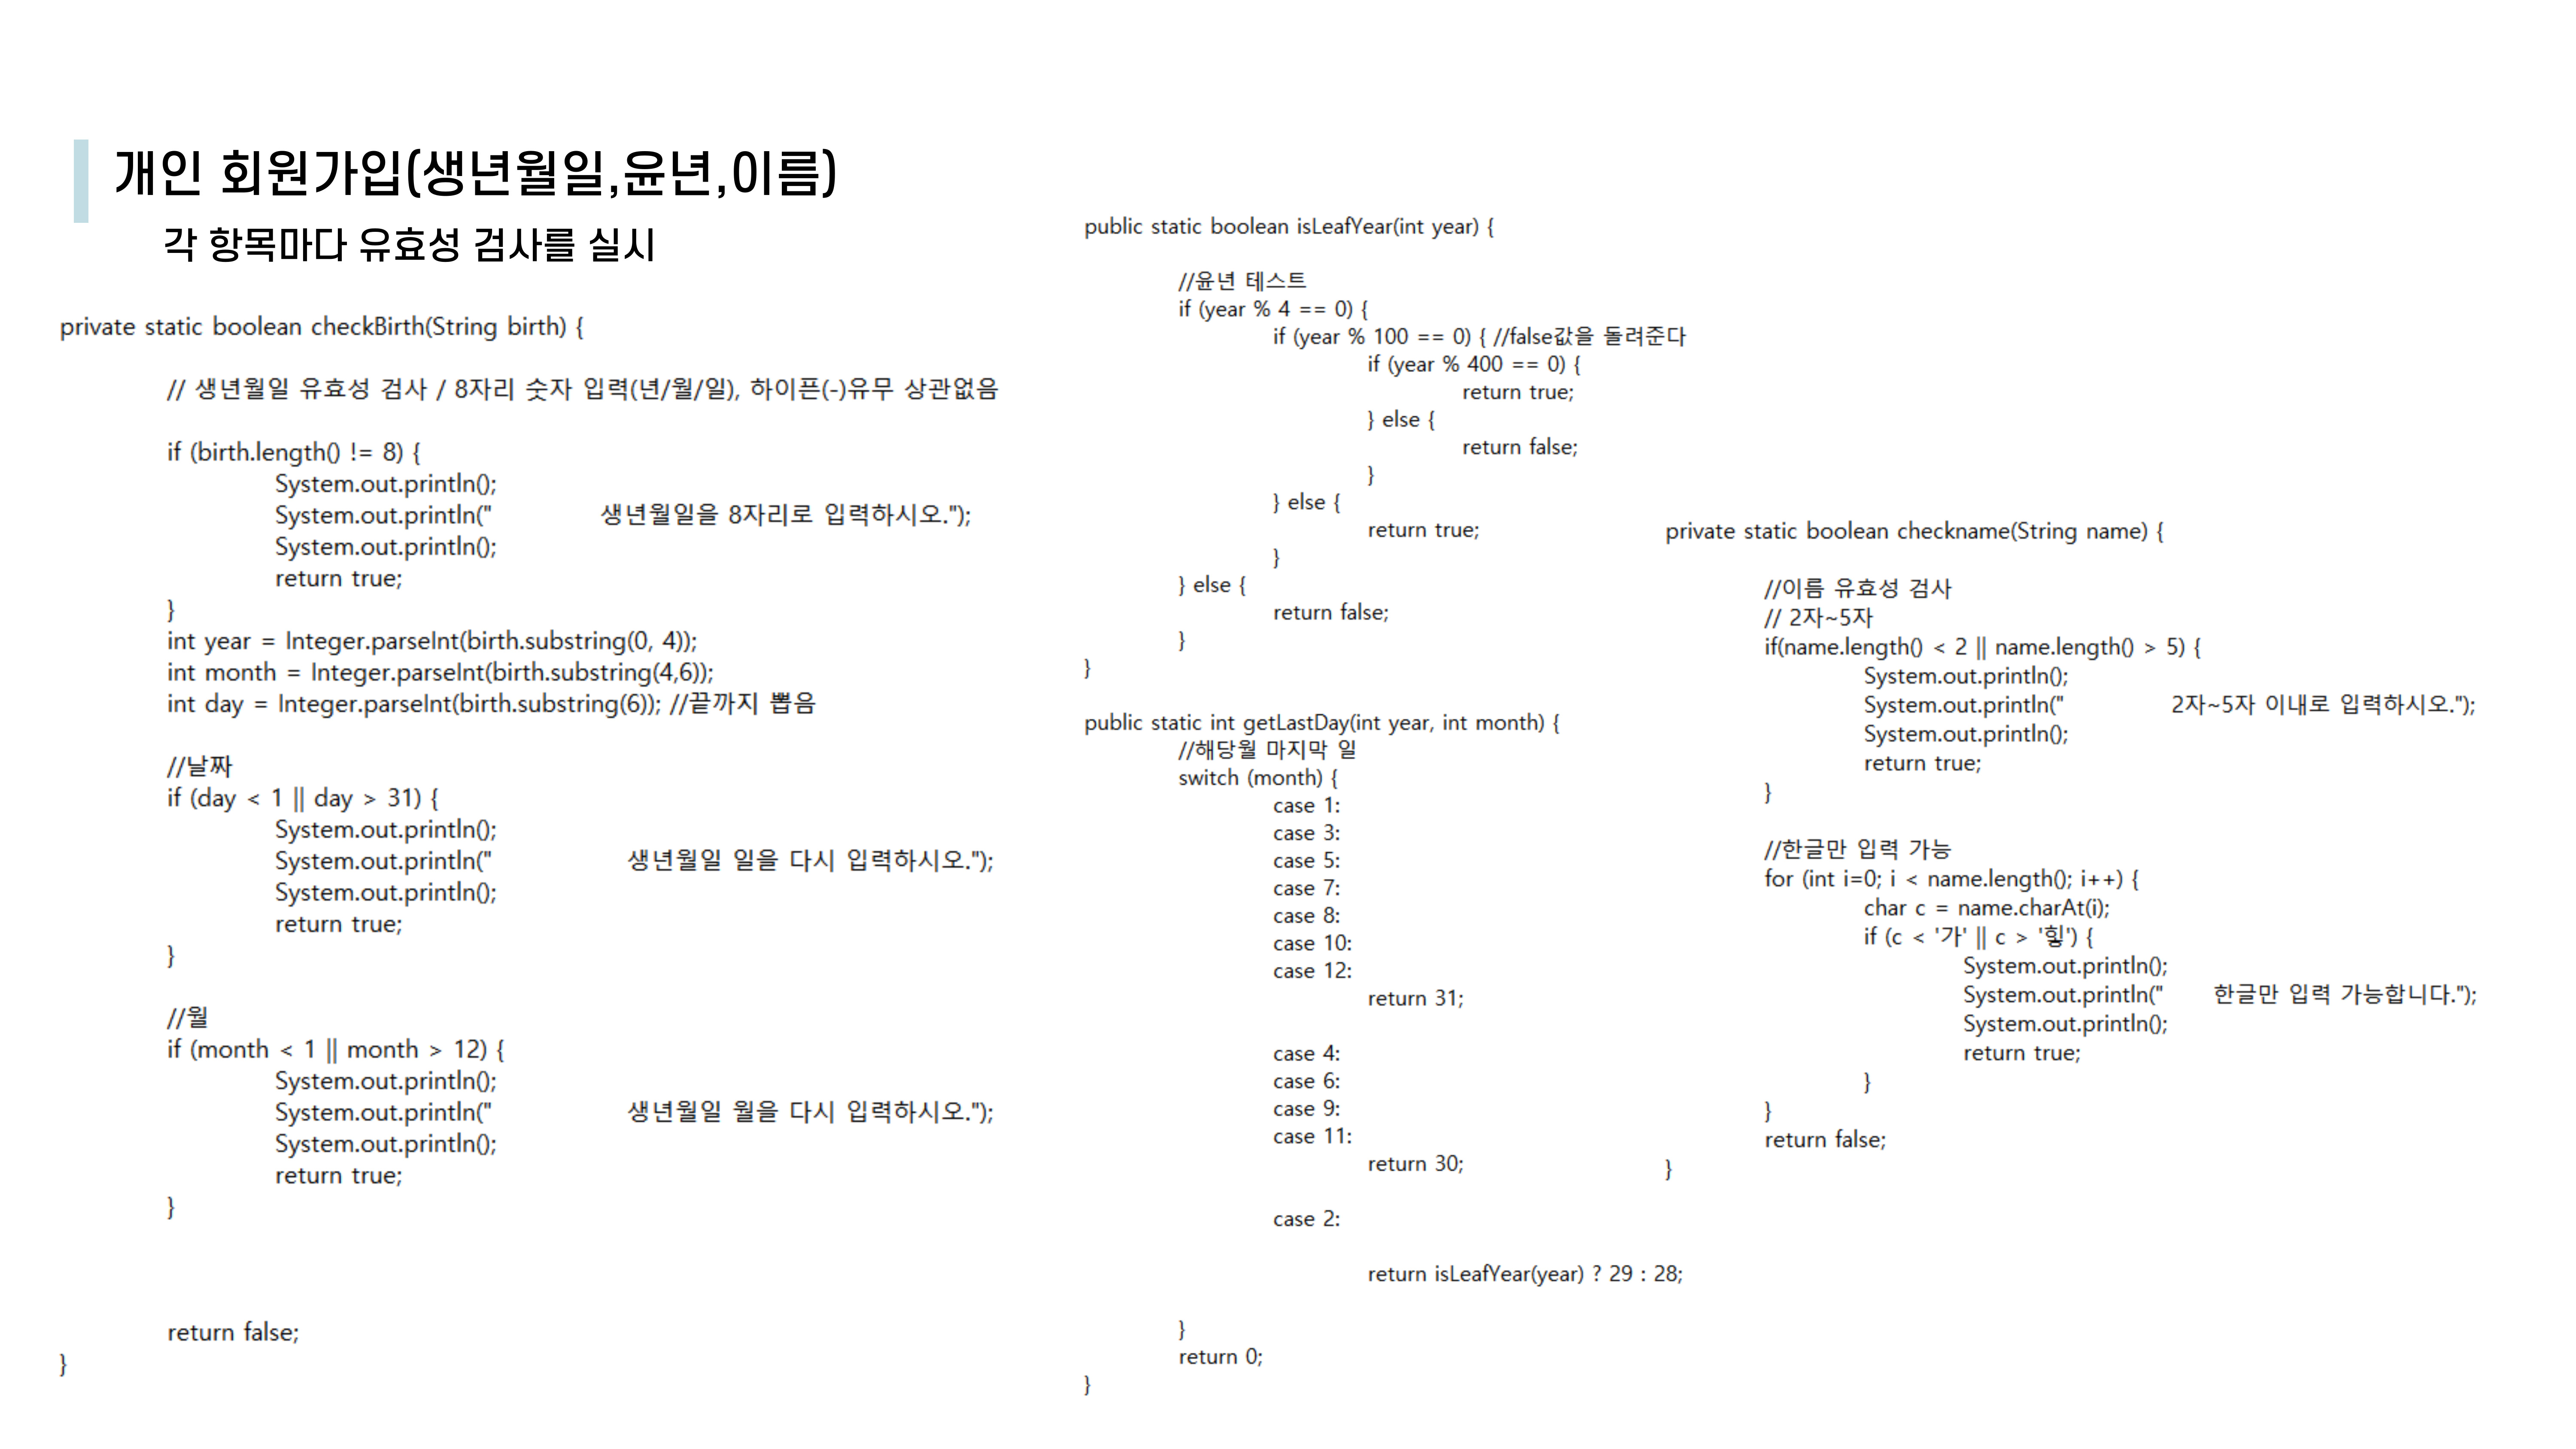 개인 회원가입(생년월일,윤년,이름)
각 항목마다 유효성 검사를 실시
private static boolean checkBirth(String birth) {
// 생년월일 유효성 검사 / 8자리 숫자 입력(년/월/일), 하이픈(-)유무 상관없음
if (birth.length() != 8) {
System.out.println();
System.out.println("                생년월일을 8자리로 입력하시오.");
System.out.println();
return true;
}
int year = Integer.parseInt(birth.substring(0, 4));
int month = Integer.parseInt(birth.substring(4,6));
int day = Integer.parseInt(birth.substring(6)); //끝까지 뽑음
//날짜
if (day < 1 || day > 31) {
System.out.println();
System.out.println("                생년월일 일을 다시 입력하시오.");
System.out.println();
return true;
}
//월
if (month < 1 || month > 12) {
System.out.println();
System.out.println("                생년월일 월을 다시 입력하시오.");
System.out.println();
return true;
}
return false;
}
public static boolean isLeafYear(int year) {
//윤년 테스트
if (year % 4 == 0) {
if (year % 100 == 0) { //false값을 돌려준다
if (year % 400 == 0) {
return true;
} else {
return false;
}
} else {
return true;
}
} else {
return false;
}
}
public static int getLastDay(int year, int month) {
//해당월 마지막 일
switch (month) {
case 1:
case 3:
case 5:
case 7:
case 8:
case 10:
case 12:
return 31;
case 4:
case 6:
case 9:
case 11:
return 30;
case 2:
return isLeafYear(year) ? 29 : 28;
}
return 0;
}
private static boolean checkname(String name) {
//이름 유효성 검사
// 2자~5자
if(name.length() < 2 || name.length() > 5) {
System.out.println();
System.out.println("                2자~5자 이내로 입력하시오.");
System.out.println();
return true;
}
//한글만 입력 가능
for (int i=0; i < name.length(); i++) {
char c = name.charAt(i);
if (c < '가' || c > '힣') {
System.out.println();
System.out.println("        한글만 입력 가능합니다.");
System.out.println();
return true;
}
}
return false;
}